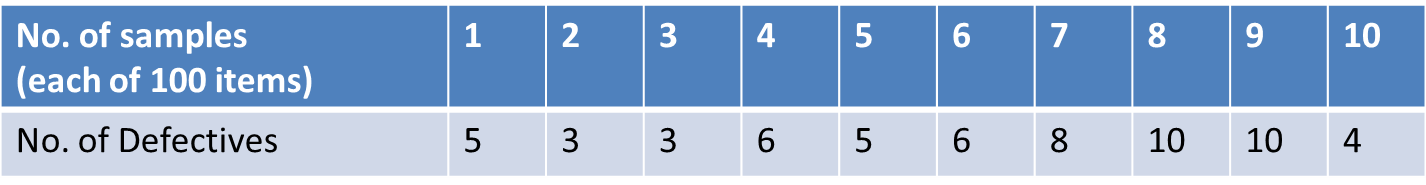 No. of samples (each of 100 items) 1 2 3 4 5 6 7 8 9 10
No. of Defectives 5 3 3 6 5 6 8 10 10 4